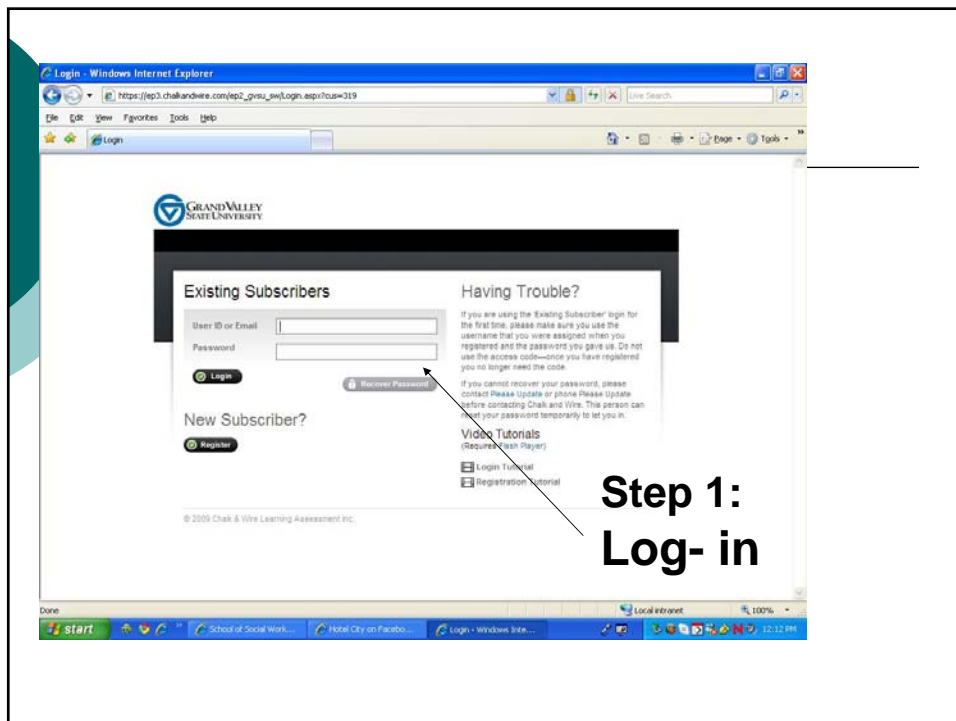 Login - Windows Internet Explorer
https://ep3.chalkandwire.com/ep2_gvsu_sw/Login.aspx?cus=319
Live Search
File Edit View Favorites Tools Help
Login
Page Tools
GRAND VALLEY
STATE UNIVERSITY
Existing Subscribers
User ID or Email
Password
Login
Recover Password
New Subscriber?
Register
Having Trouble?
If you are using the 'Existing Subscriber' login for
the first time, please make sure you use the
username that you were assigned when you
registered and the password you gave us. Do not
use the access code—once you have registered
you no longer need the code.
If you cannot recover your password, please
contact Please Update or phone Please Update
before contacting Chalk and Wire. This person can
reset your password temporarily to let you in.
Video Tutorials
(Requires Flash Player)
Login Tutorial
Registration Tutorial
© 2009 Chalk & Wire Learning Assessment Inc.
Step 1:
Log- in
Done
Local intranet
100%
start
School of Social Work...
Hotel City on Facebo...
Login - Windows Inte...
12:12 PM